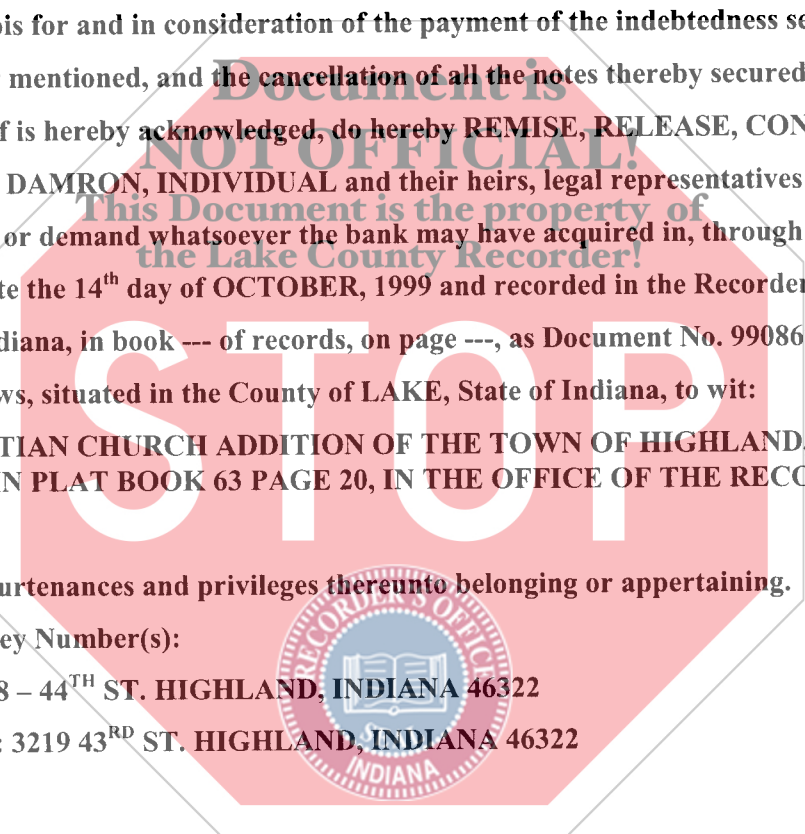 ois for and in consideration of the payment of the indebtedness se
mentioned, and the cancellation of all the notes thereby secured
Document is
f is hereby acknowledged, do hereby REMISE, RELEASE, CON
NOT OFFICIAL!
DAMRON, INDIVIDUAL and their heirs, legal representatives
This Document is the property of
or demand whatsoever the bank may have acquired in, through
the Lake County Recorder!
te the 14th day of OCTOBER, 1999 and recorded in the Recorder
diana, in book --- of records, on page ---, as Document No. 99086
ws, situated in the County of LAKE, State of Indiana, to wit:
STOP
TIAN CHURCH ADDITION OF THE TOWN OF HIGHLAND,
N PLAT BOOK 63 PAGE 20, IN THE OFFICE OF THE RECO
urtenances and privileges thereunto belonging or appertaining.
ey Number(s):
RECORDER'S OFFICE
8 – 44TH ST. HIGHLAND, INDIANA 46322
SEAL
: 3219 43RD ST. HIGHLAND, INDIANA 46322
INDIANA